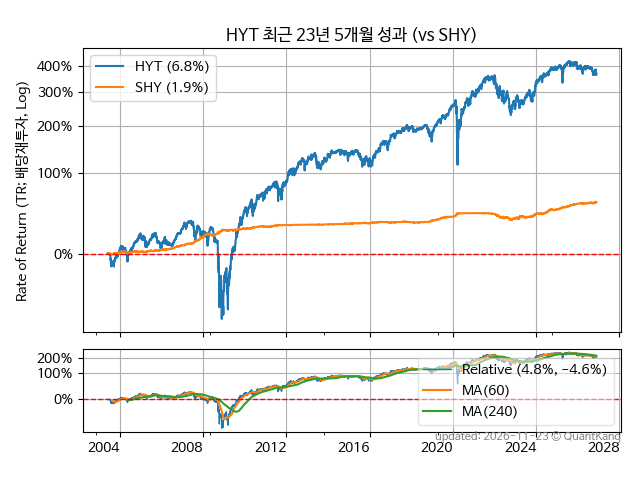 HYT 최근 23년 5개월 성과 (vs SHY)
HYT (6.8%)
SHY (1.9%)
400%
300%
200%
100%
0%
Rate of Return (TR: 배당재투자, Log)
200%
100%
0%
Relative (4.8%, −4.6%)
MA(60)
MA(240)
updated: 2026-11-23 © QuantKang
2004 2008 2012 2016 2020 2024 2028